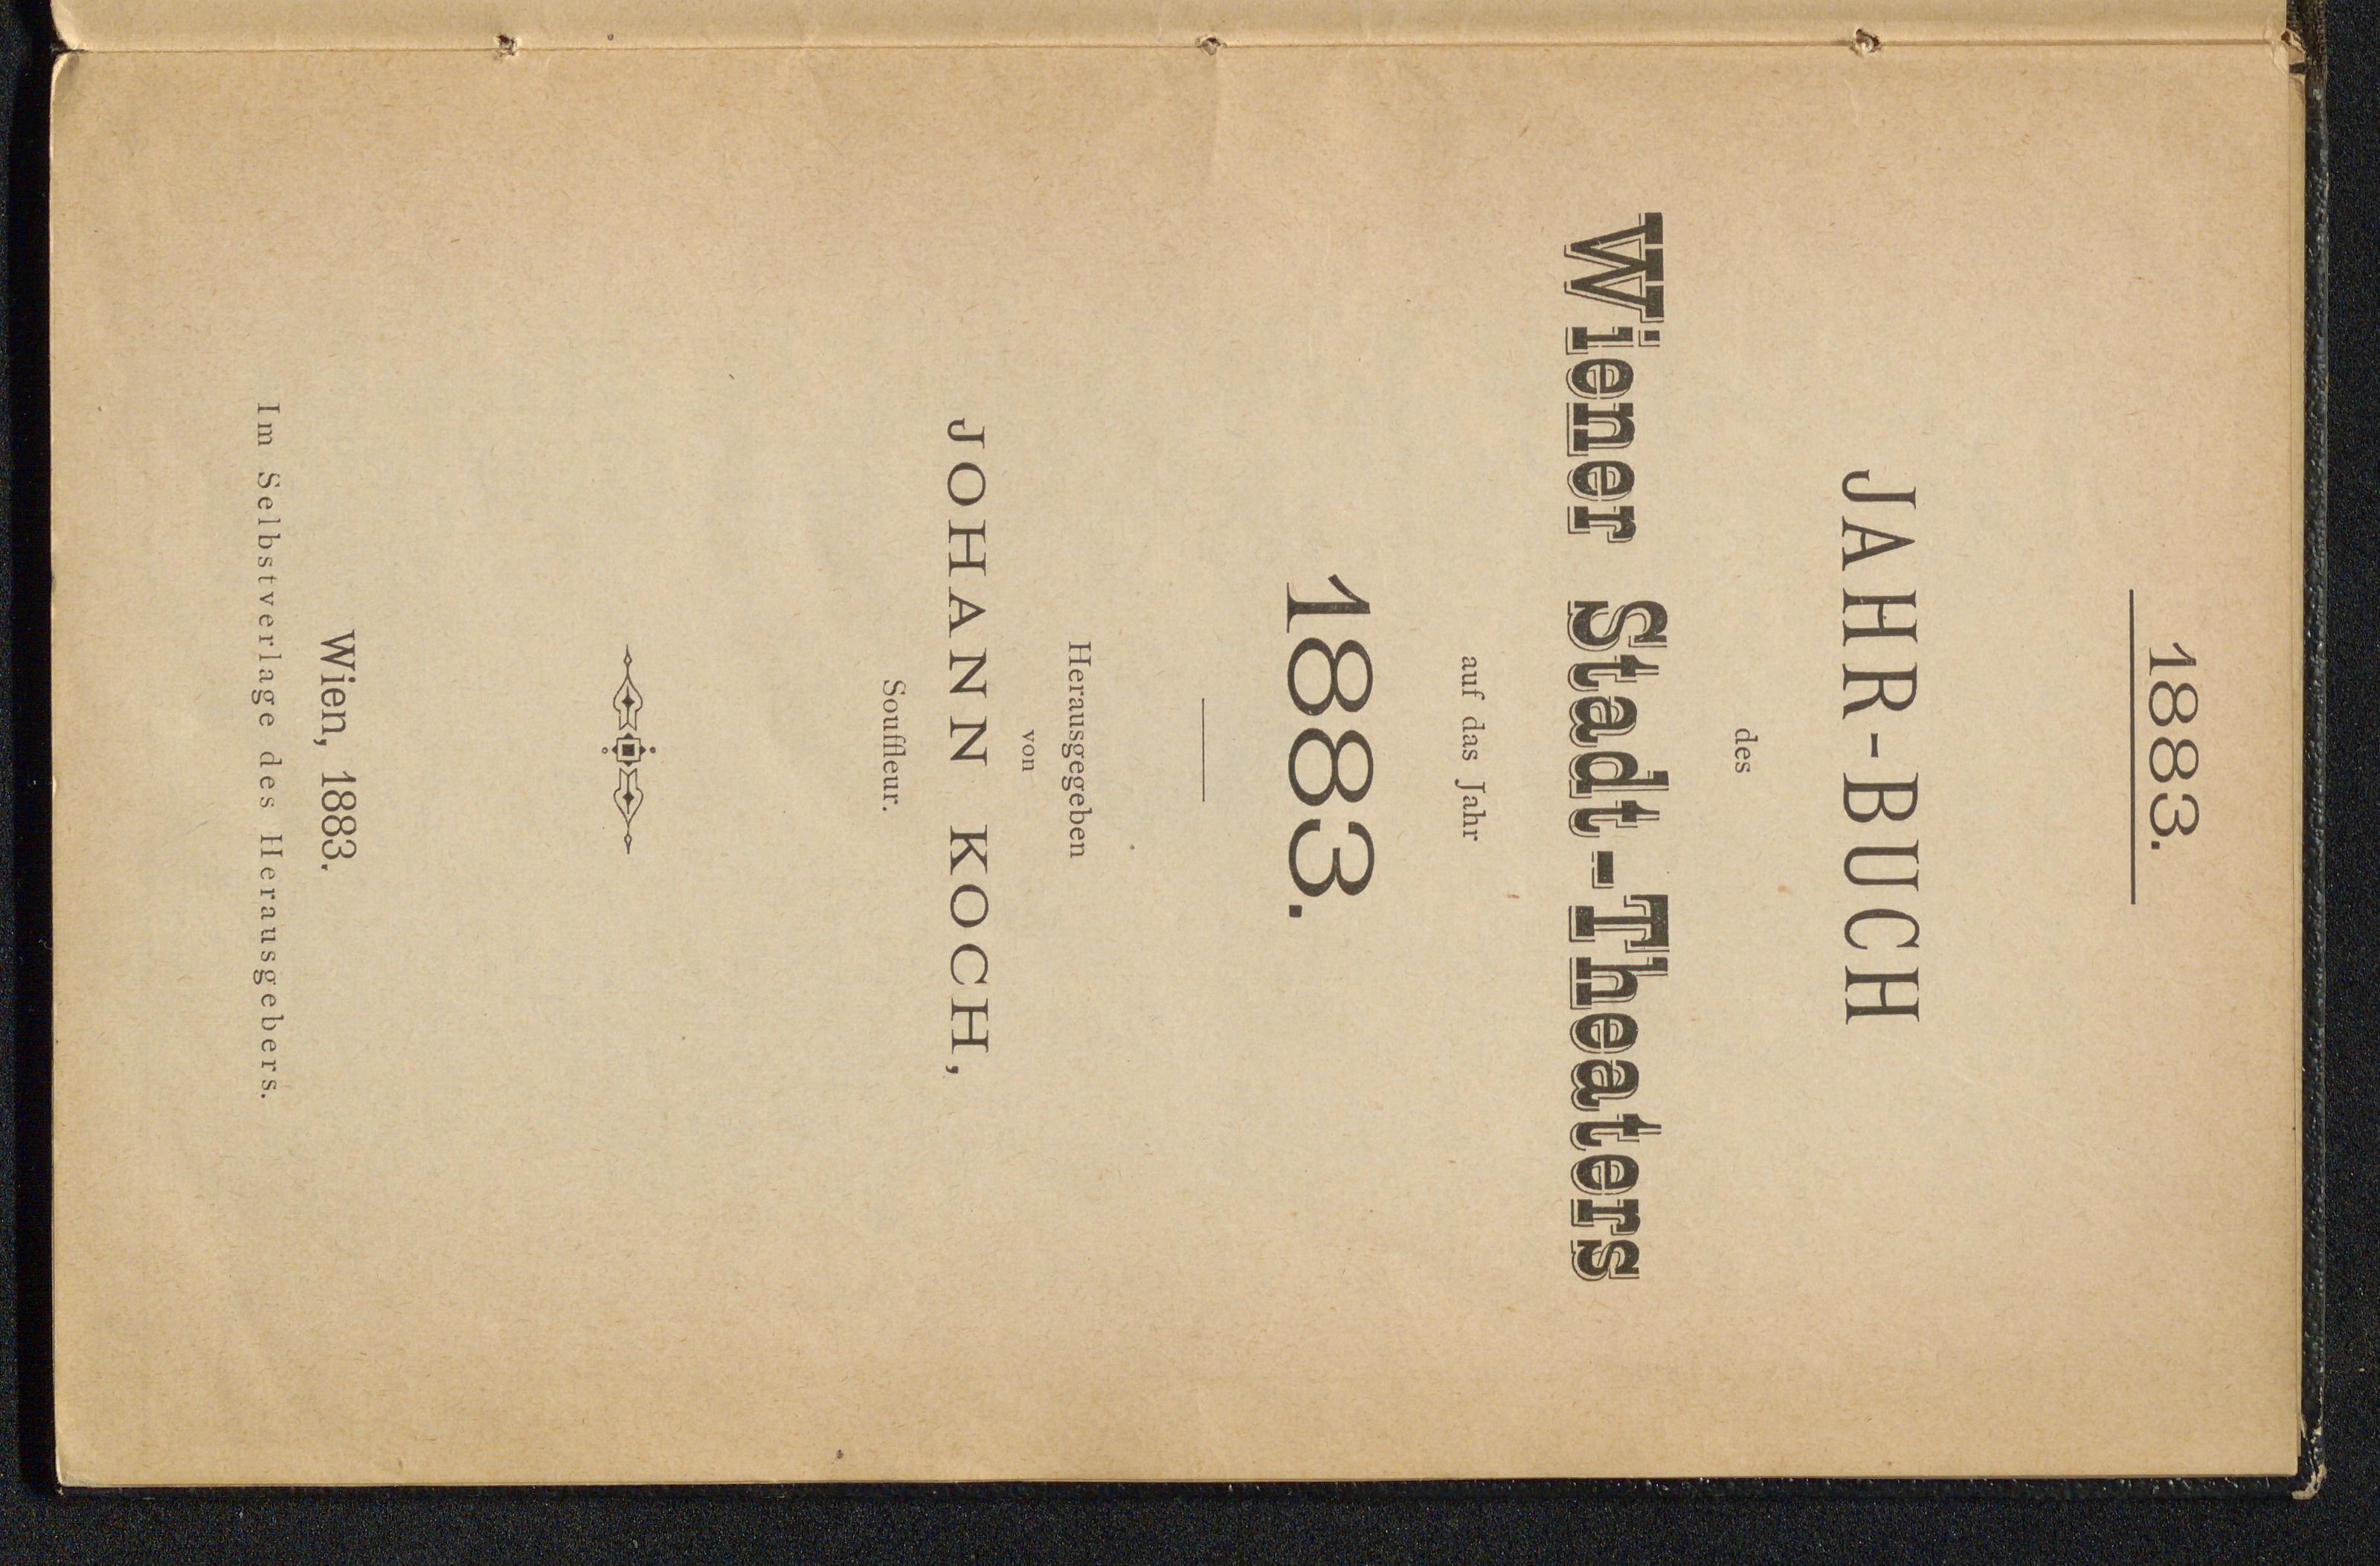 1883.
JAHR-BUCH
des
Wiener Stadt-Theaters
auf das Jahr
1883.
Herausgegeben
von
JOHANN KOCH,
Souffleur.
Wien, 1883.
Im Selbstverlage des Herausgebers.